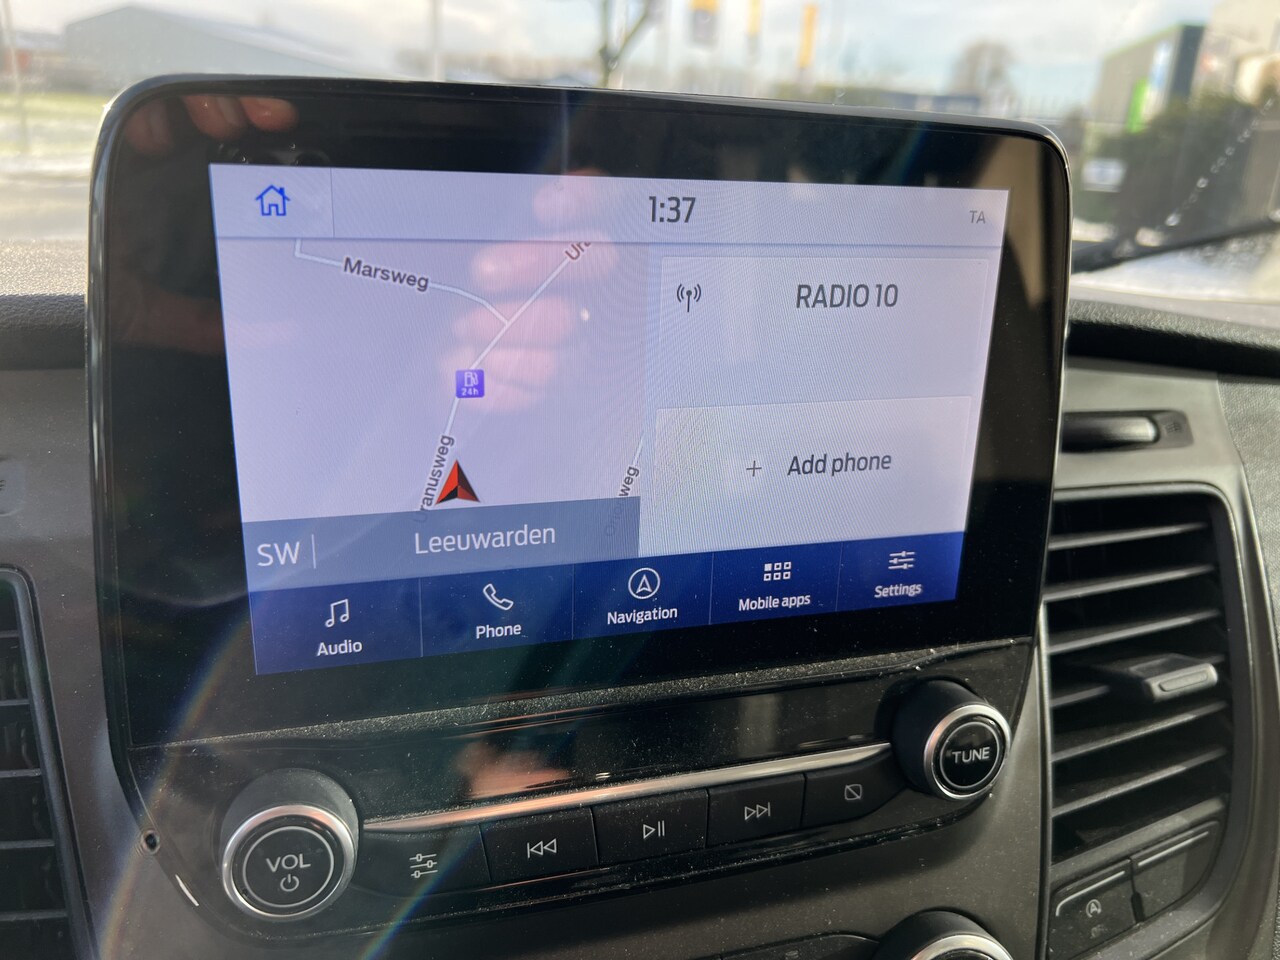 1:37
TA
Marsweg
RADIO 10
24h
Add phone
SW
Leeuwarden
Audio
Phone
Navigation
Mobile apps
Settings
TUNE
VOL